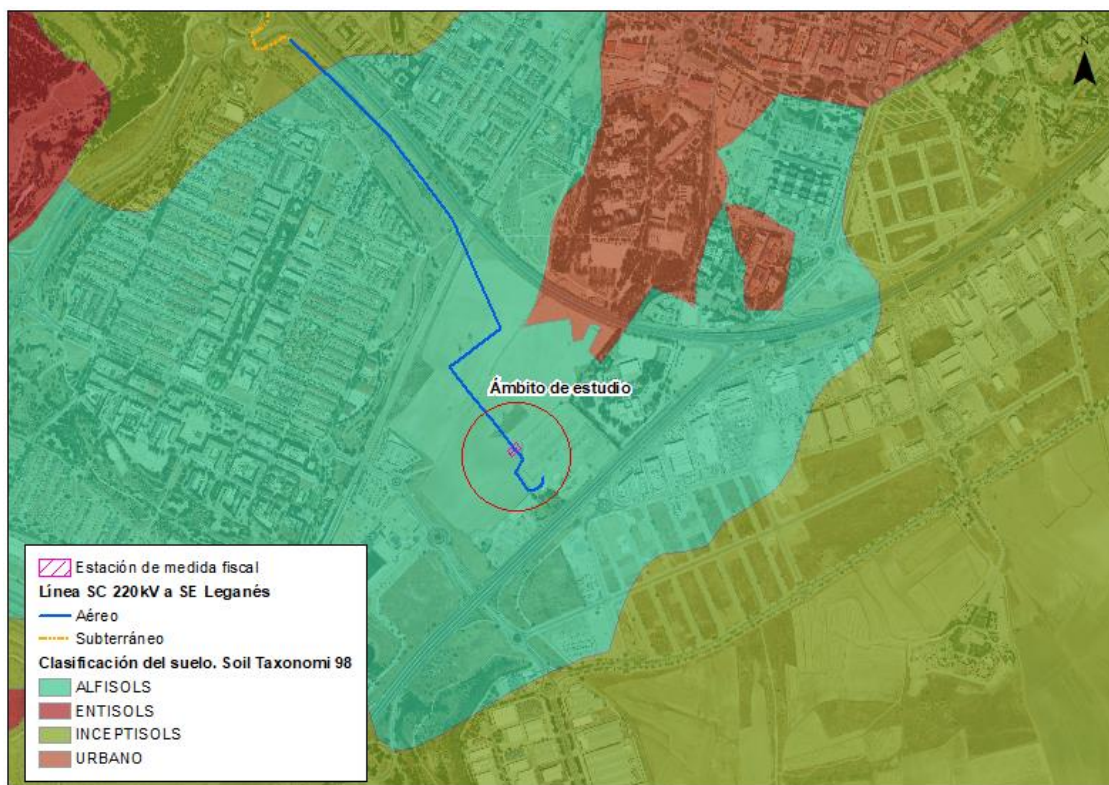 N
Ámbito de estudio
Estación de medida fiscal
Línea SC 220kV a SE Leganés
Aéreo
Subterráneo
Clasificación del suelo. Soil Taxonomi 98
ALFISOLS
ENTISOLS
INCEPTISOLS
URBANO